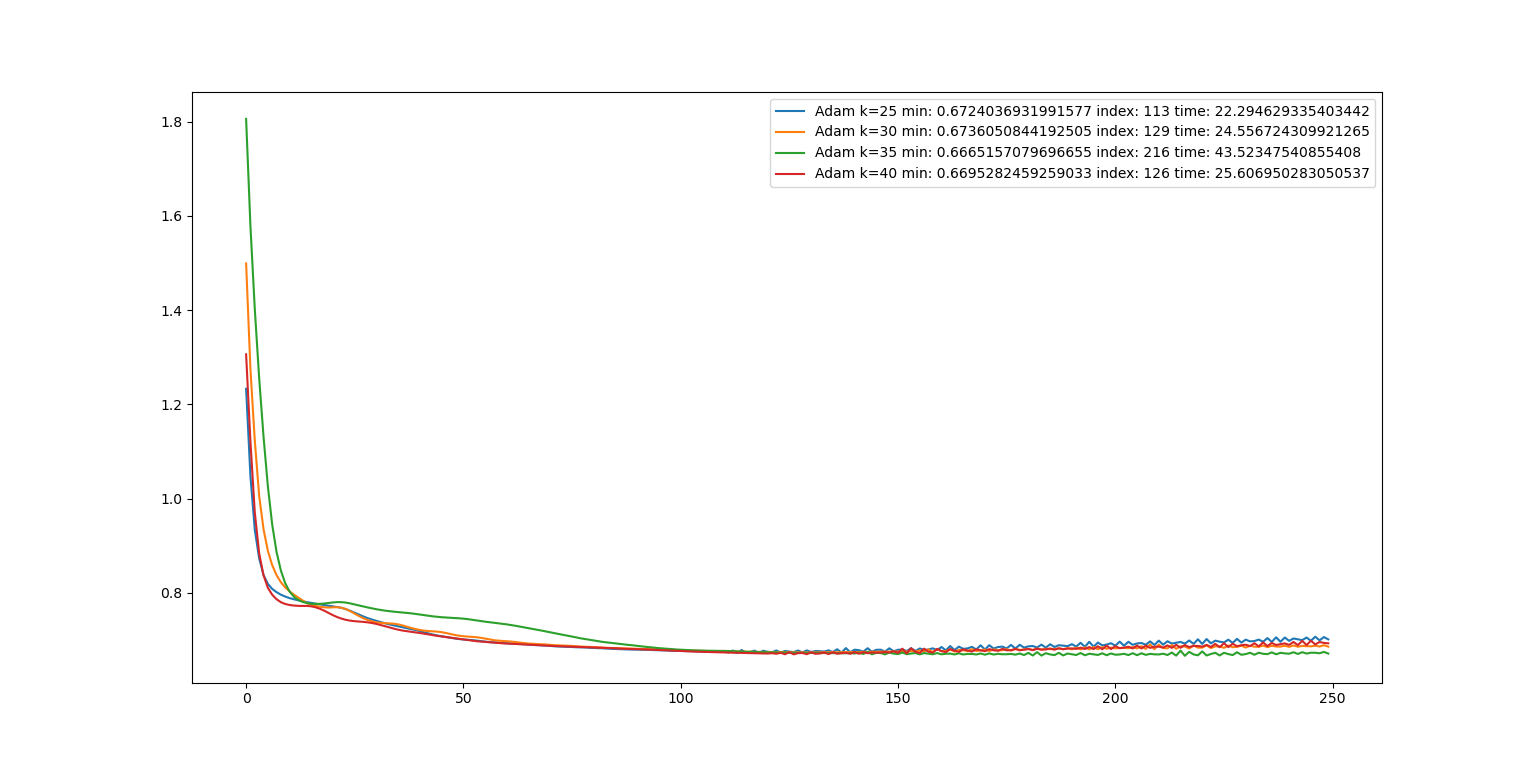 Adam k=25 min: 0.6724036931991577 index: 113 time: 22.294629335403442
Adam k=30 min: 0.6736050844192505 index: 129 time: 24.556724309921265
Adam k=35 min: 0.6665157079696655 index: 216 time: 43.52347540855408
Adam k=40 min: 0.6695282459259033 index: 126 time: 25.606950283050537
1.8
1.6
1.4
1.2
1.0
0.8
0 50 100 150 200 250